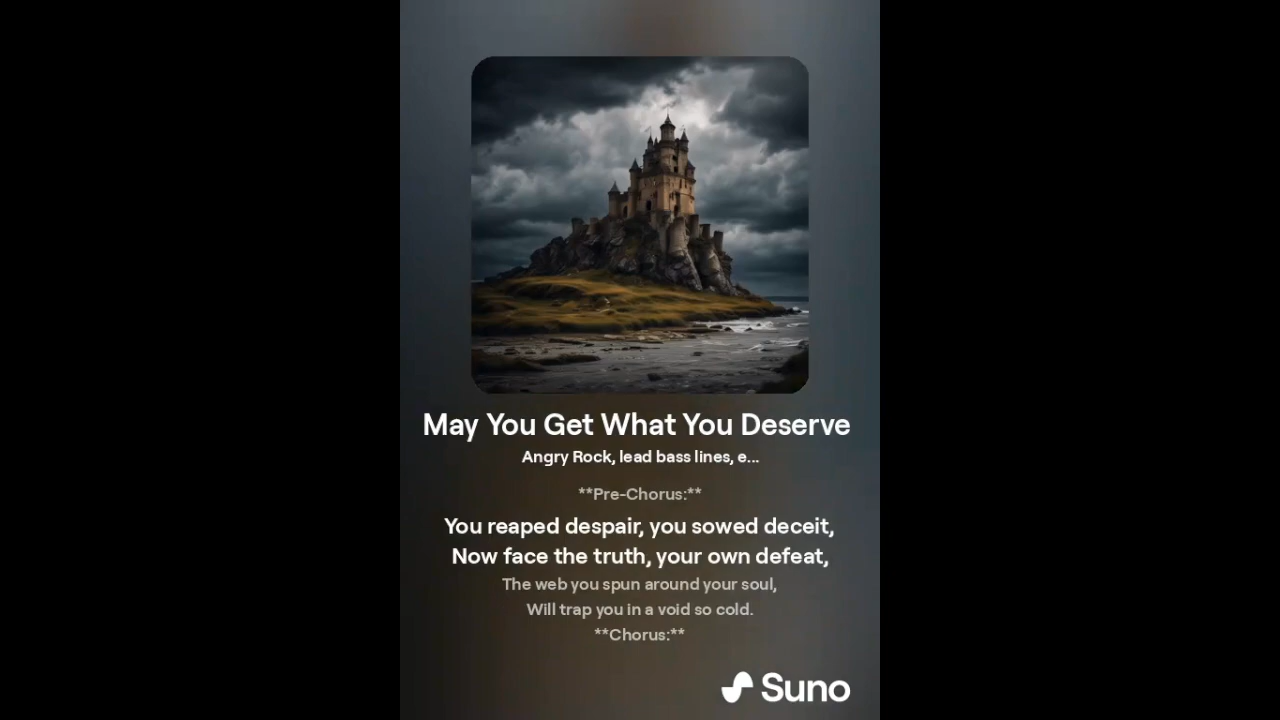 May You Get What You Deserve
Angry Rock, lead bass lines, e...
**Pre-Chorus:**
You reaped despair, you sowed deceit,
Now face the truth, your own defeat,
The web you spun around your soul,
Will trap you in a void so cold.
**Chorus:**
Suno